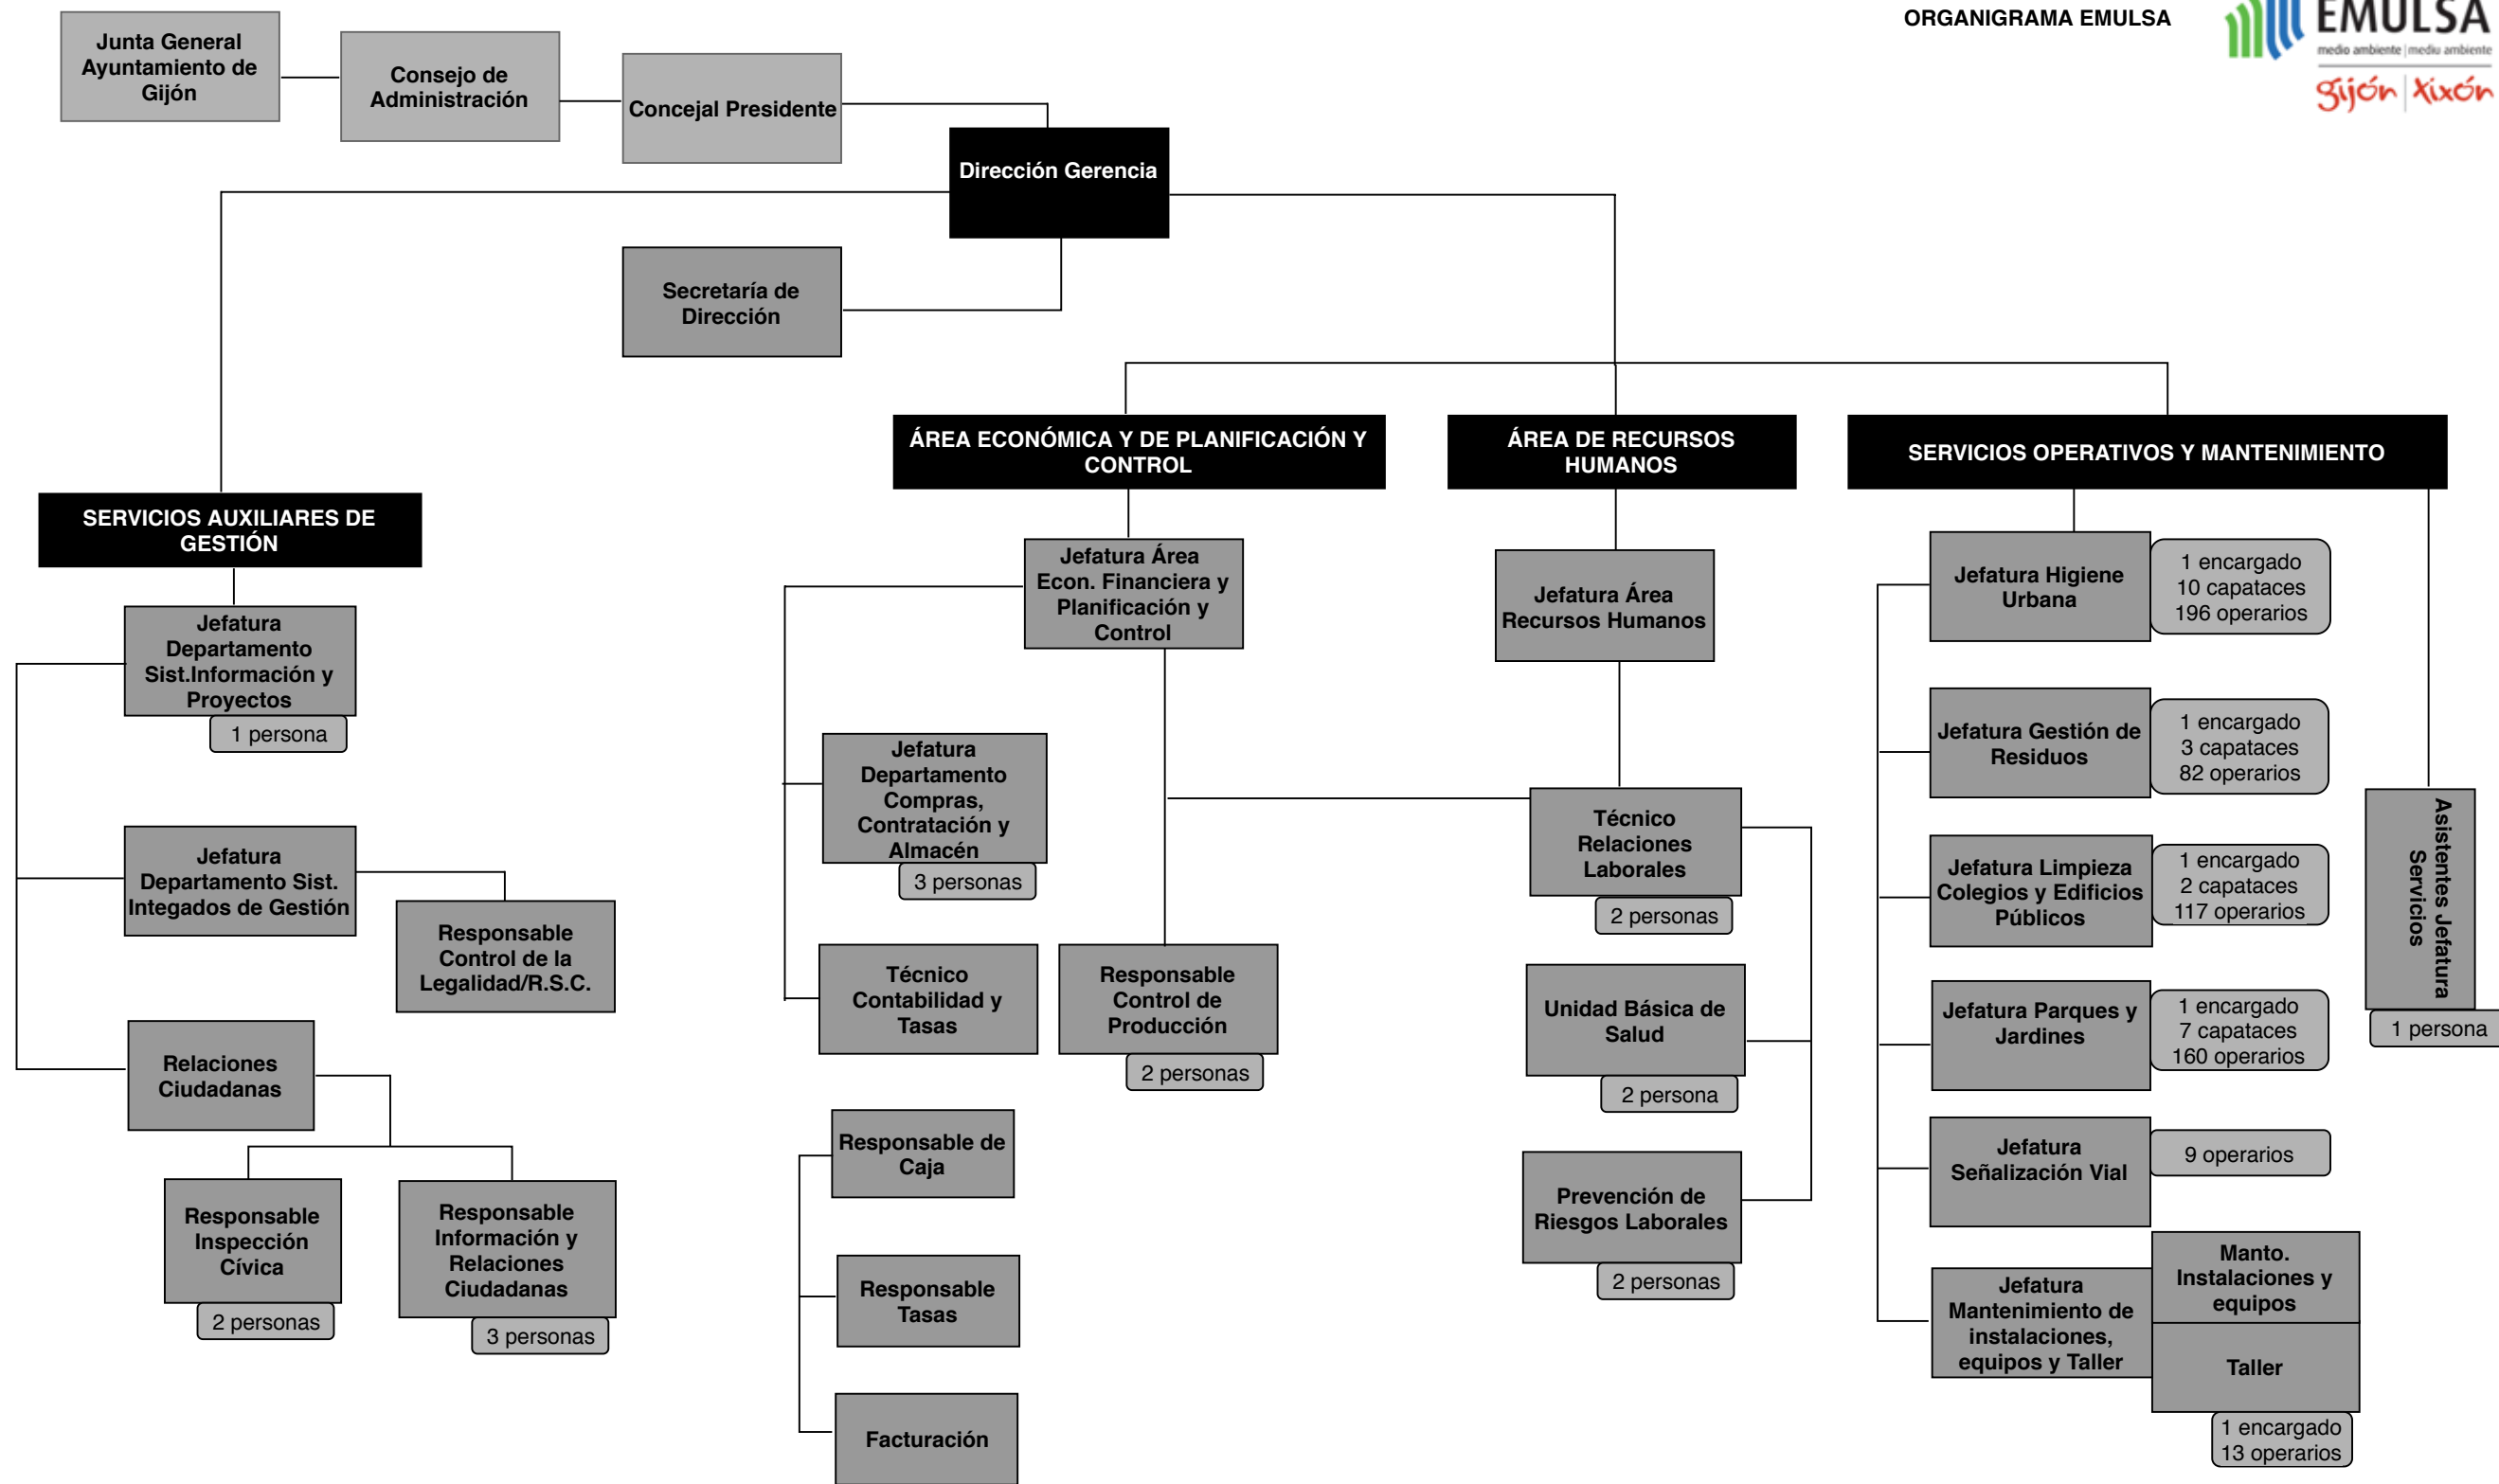 ORGANIGRAMA EMULSA
EMULSA
medio ambiente | mediu ambiente
gijón | xixón
Junta General
Ayuntamiento de
Gijón
Consejo de
Administración
Concejal Presidente
Dirección Gerencia
Secretaría de
Dirección
SERVICIOS AUXILIARES DE
GESTIÓN
Jefatura
Departamento
Sist.Información y
Proyectos
1 persona
Jefatura
Departamento Sist.
Integados de Gestión
Responsable
Control de la
Legalidad/R.S.C.
Relaciones
Ciudadanas
Responsable
Inspección
Cívica
2 personas
Responsable
Información y
Relaciones
Ciudadanas
3 personas
ÁREA ECONÓMICA Y DE PLANIFICACIÓN Y
CONTROL
Jefatura Área
Econ. Financiera y
Planificación y
Control
Jefatura
Departamento
Compras,
Contratación y
Almacén
3 personas
Técnico
Contabilidad y
Tasas
Responsable
Control de
Producción
2 personas
Responsable de
Caja
Responsable
Tasas
Facturación
ÁREA DE RECURSOS
HUMANOS
Jefatura Área
Recursos Humanos
Técnico
Relaciones
Laborales
2 personas
Unidad Básica de
Salud
2 persona
Prevención de
Riesgos Laborales
2 personas
SERVICIOS OPERATIVOS Y MANTENIMIENTO
Jefatura Higiene
Urbana
1 encargado
10 capataces
196 operarios
Jefatura Gestión de
Residuos
1 encargado
3 capataces
82 operarios
Jefatura Limpieza
Colegios y Edificios
Públicos
1 encargado
2 capataces
117 operarios
Jefatura Parques y
Jardines
1 encargado
7 capataces
160 operarios
Jefatura
Señalización Vial
9 operarios
Jefatura
Mantenimiento de
instalaciones,
equipos y Taller
Manto.
Instalaciones y
equipos
Taller
1 encargado
13 operarios
Asistentes Jefatura
Servicios
1 persona